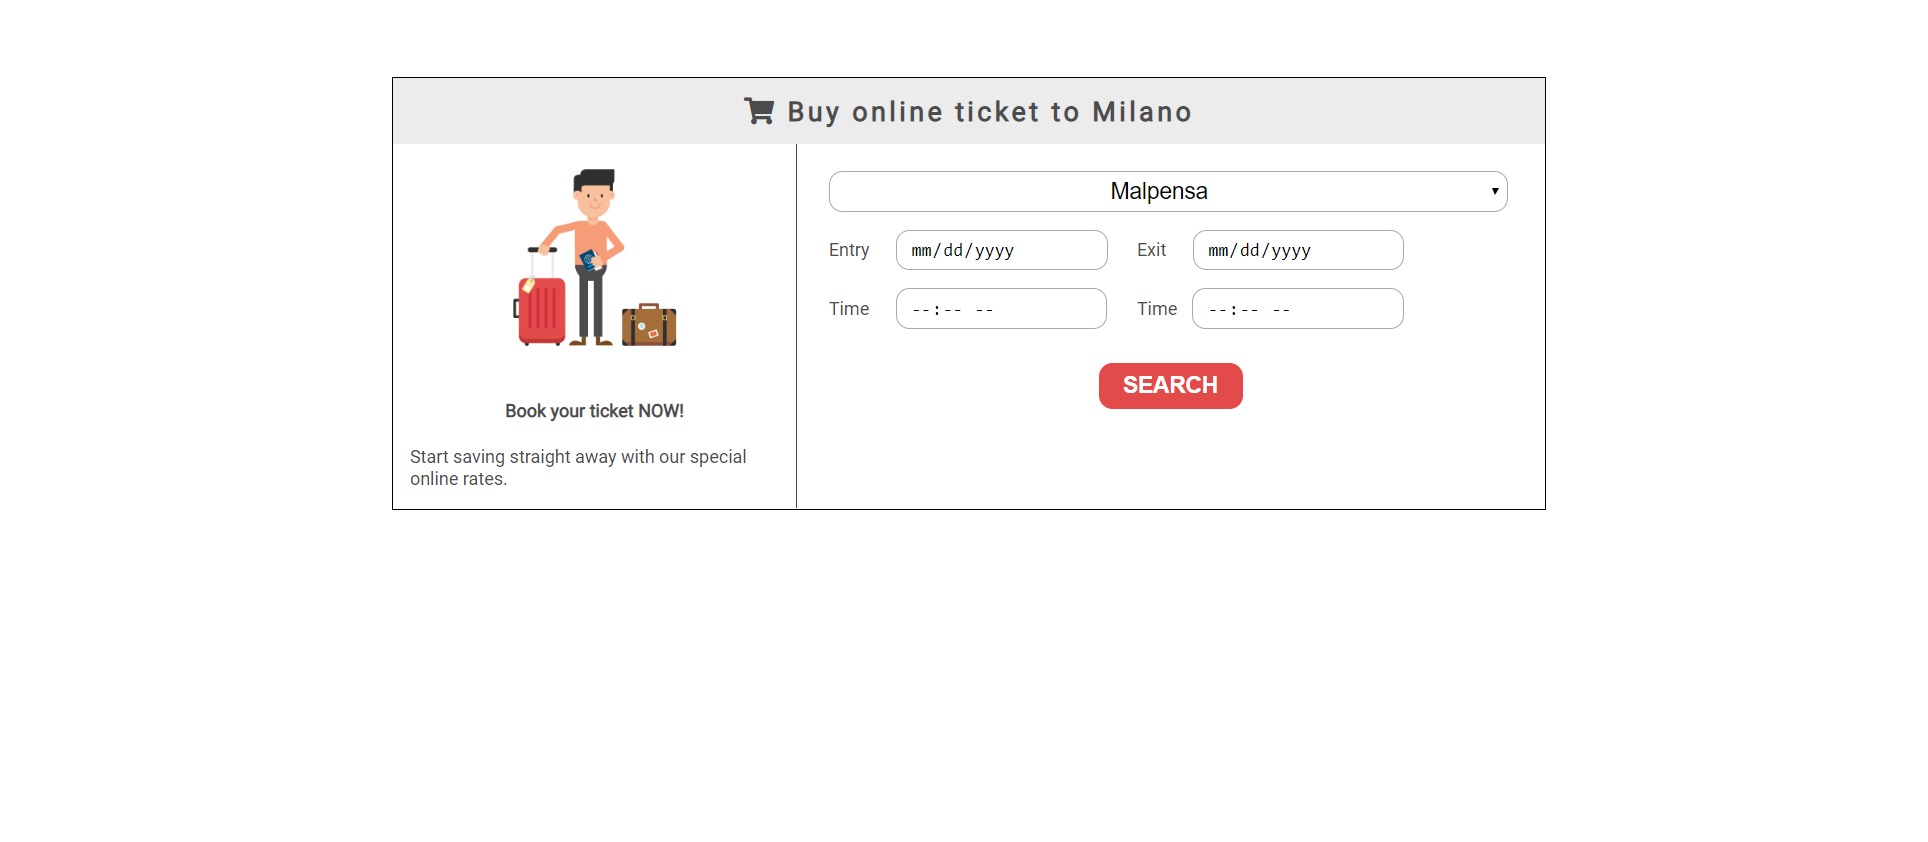 Buy online ticket to Milano
Malpensa
Entry mm/dd/yyyy Exit mm/dd/yyyy
Time --:-- -- Time --:-- --
SEARCH
Book your ticket NOW!
Start saving straight away with our special
online rates.